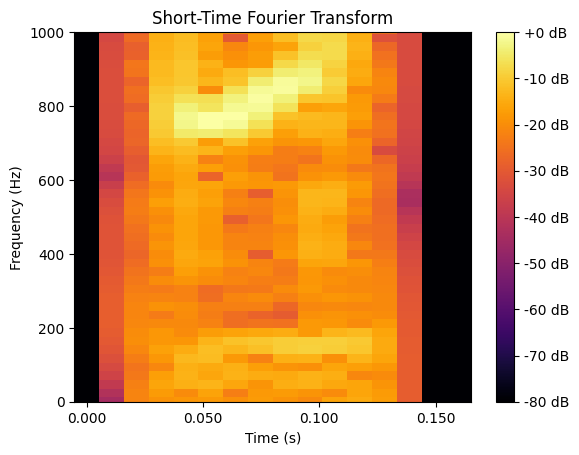 Short-Time Fourier Transform
Frequency (Hz)
1000
800
600
400
200
0
0.000
0.050
0.100
0.150
Time (s)
+0 dB
-10 dB
-20 dB
-30 dB
-40 dB
-50 dB
-60 dB
-70 dB
-80 dB